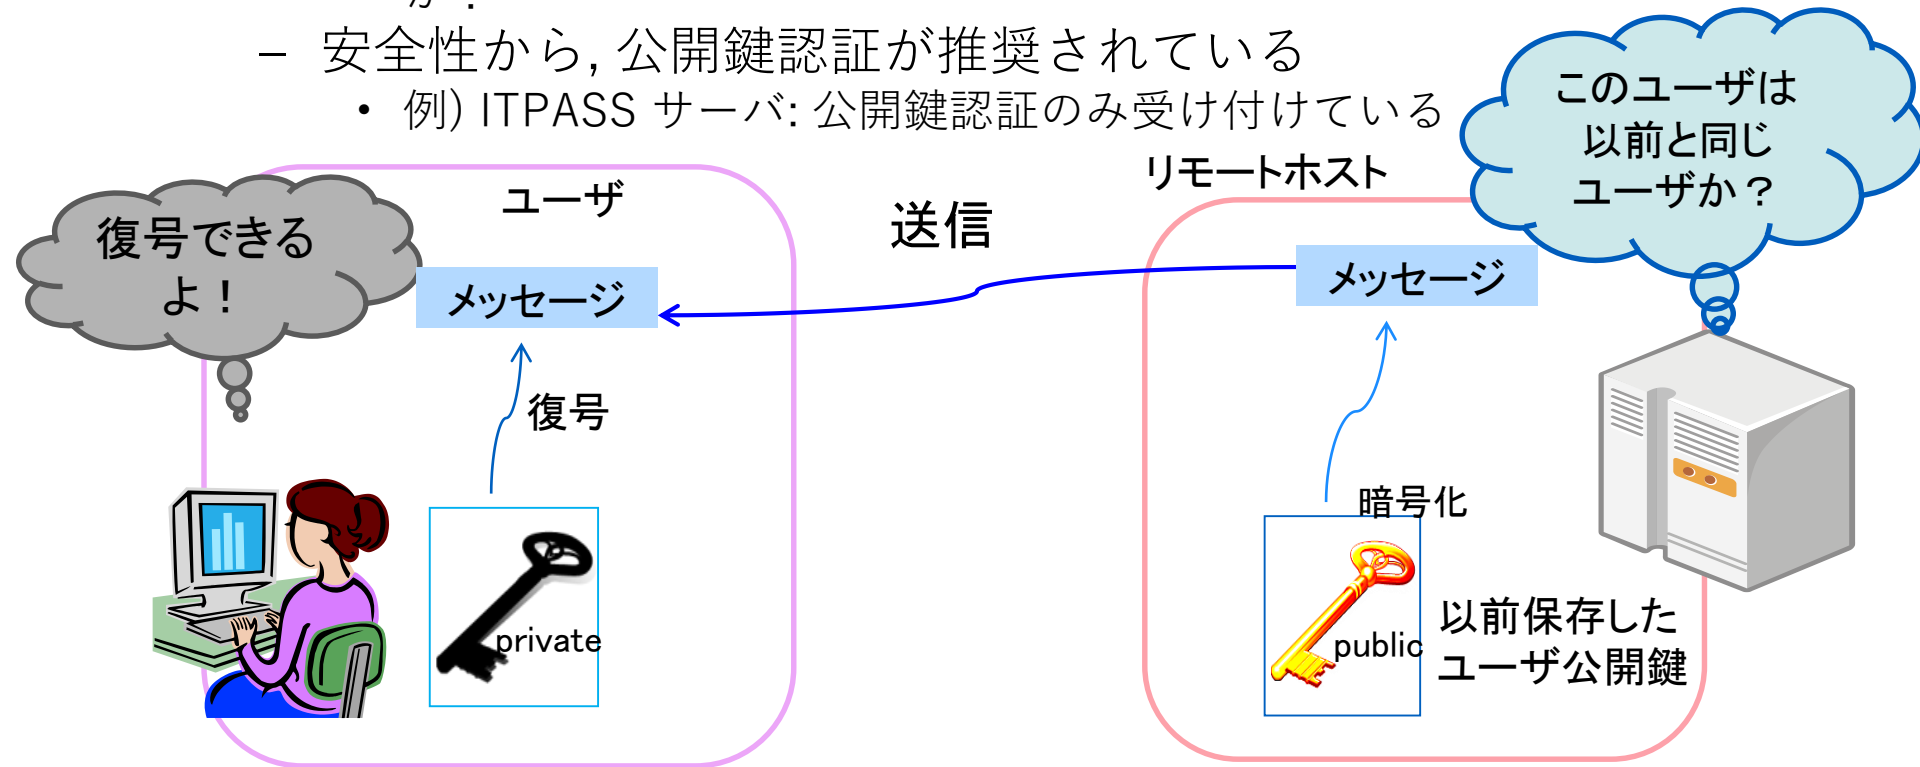 か？
– 安全性から, 公開鍵認証が推奨されている
• 例) ITPASS サーバ: 公開鍵認証のみ受け付けている
このユーザは
以前と同じ
ユーザか？
リモートホスト
ユーザ
送信
復号できる
よ！
メッセージ
メッセージ
復号
暗号化
private
public
以前保存した
ユーザ公開鍵